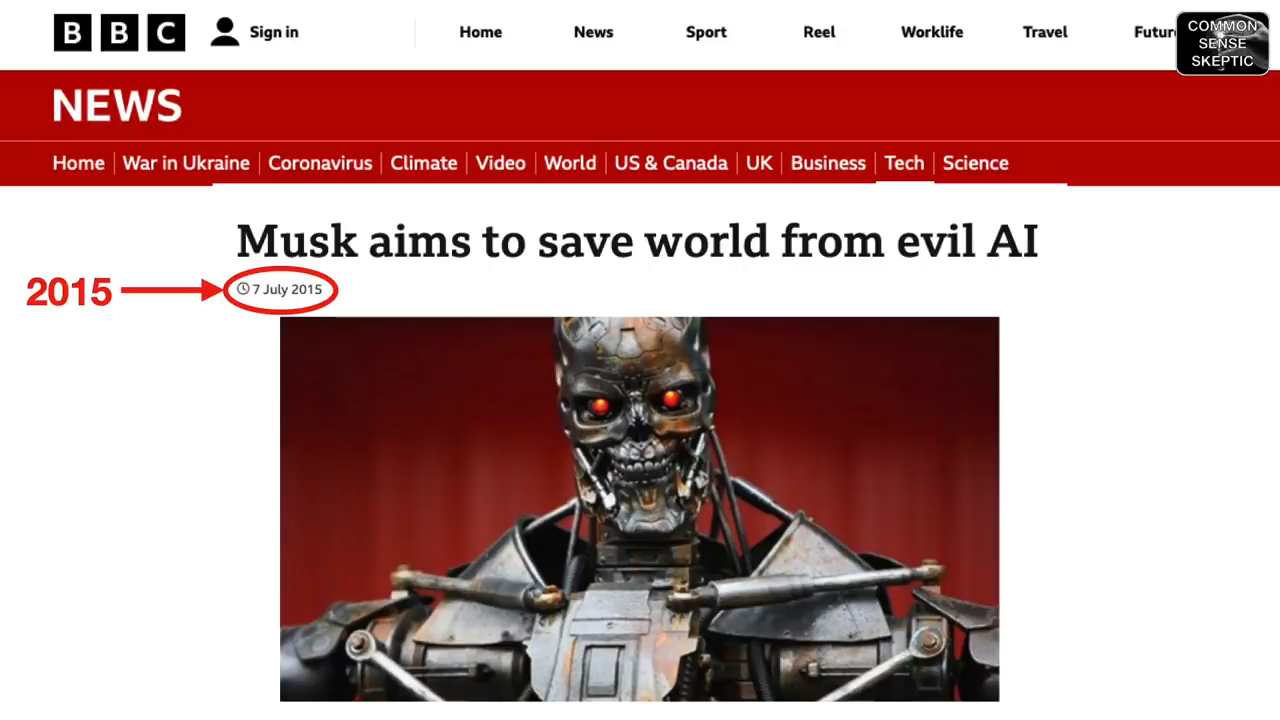 BBC Sign in Home News Sport Reel Worklife Travel Futur
COMMON
SENSE
SKEPTIC
NEWS
Home War in Ukraine Coronavirus Climate Video World US & Canada UK Business Tech Science
Musk aims to save world from evil AI
2015
7 July 2015